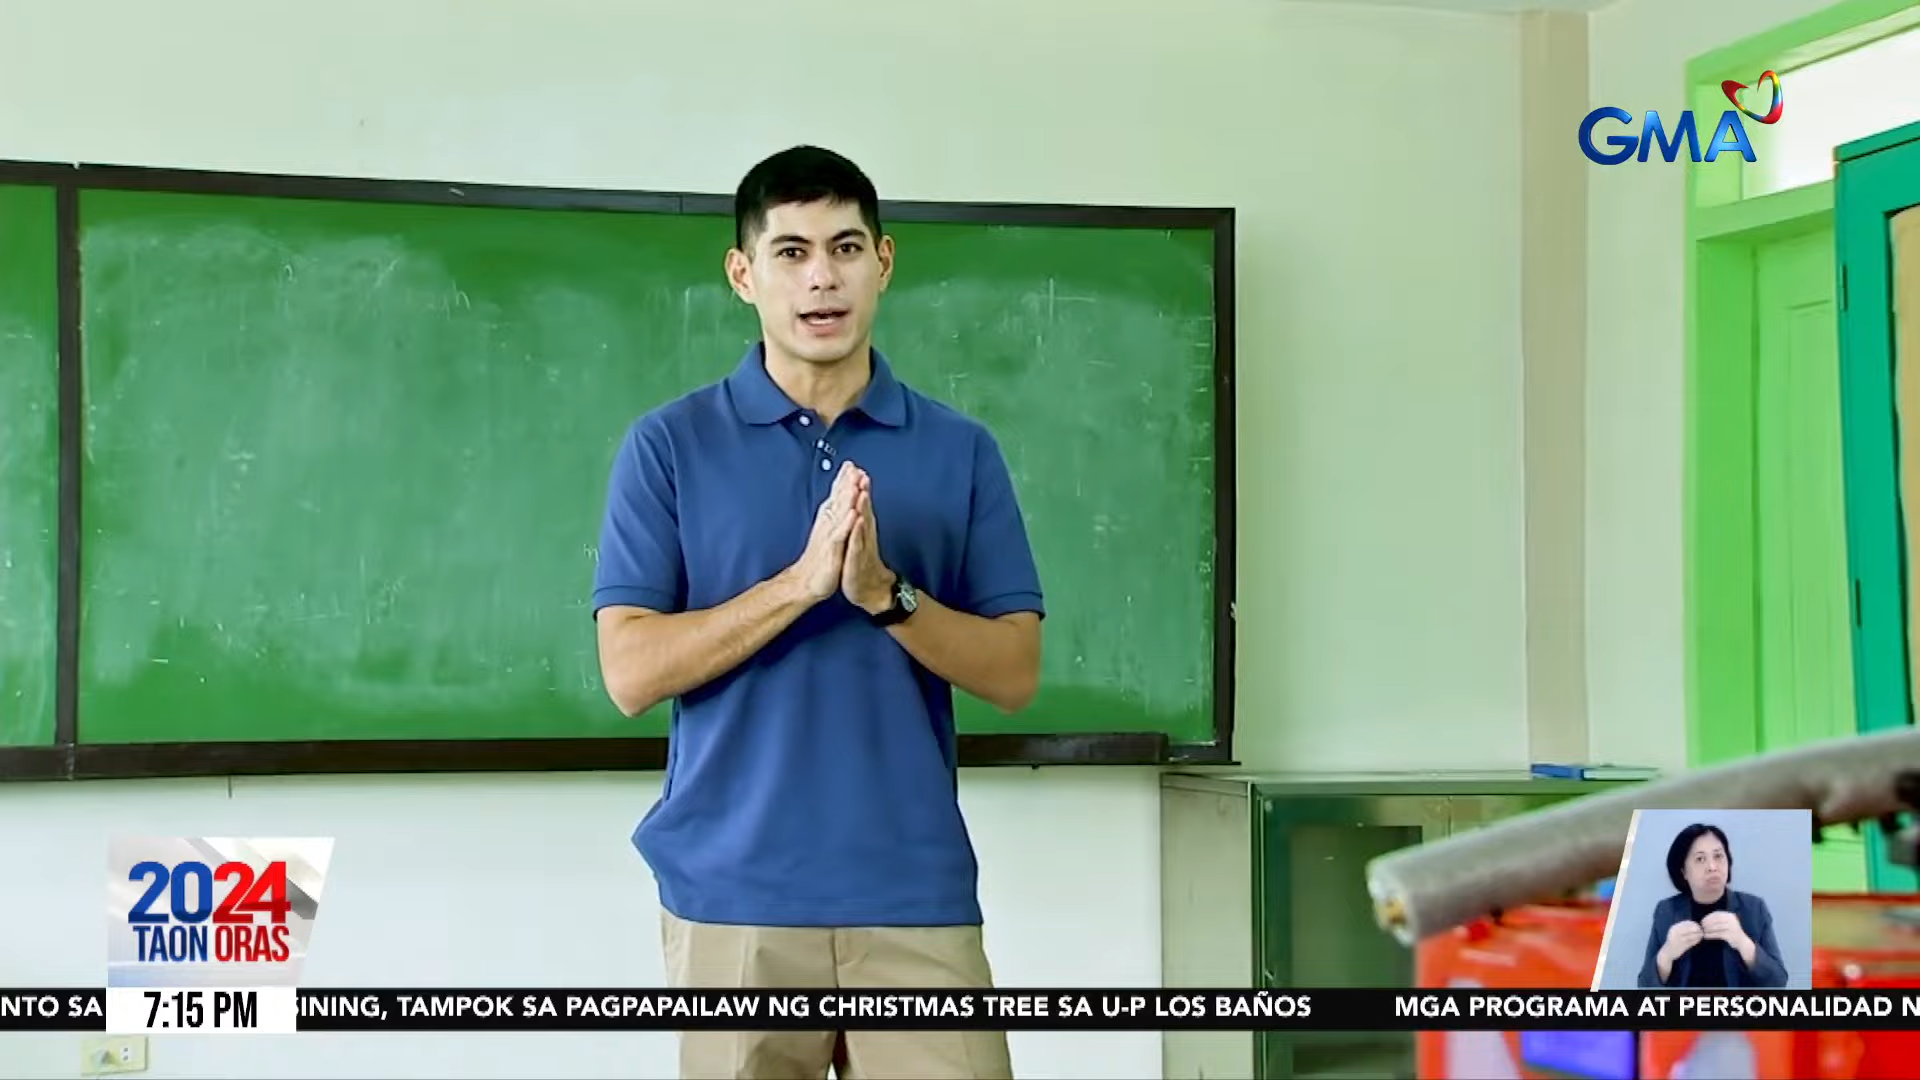 GMA
2024
TAON ORAS
7:15 PM
NTO SA
SINING, TAMPOK SA PAGPAPAILAW NG CHRISTMAS TREE SA U-P LOS BAÑOS
MGA PROGRAMA AT PERSONALIDAD N